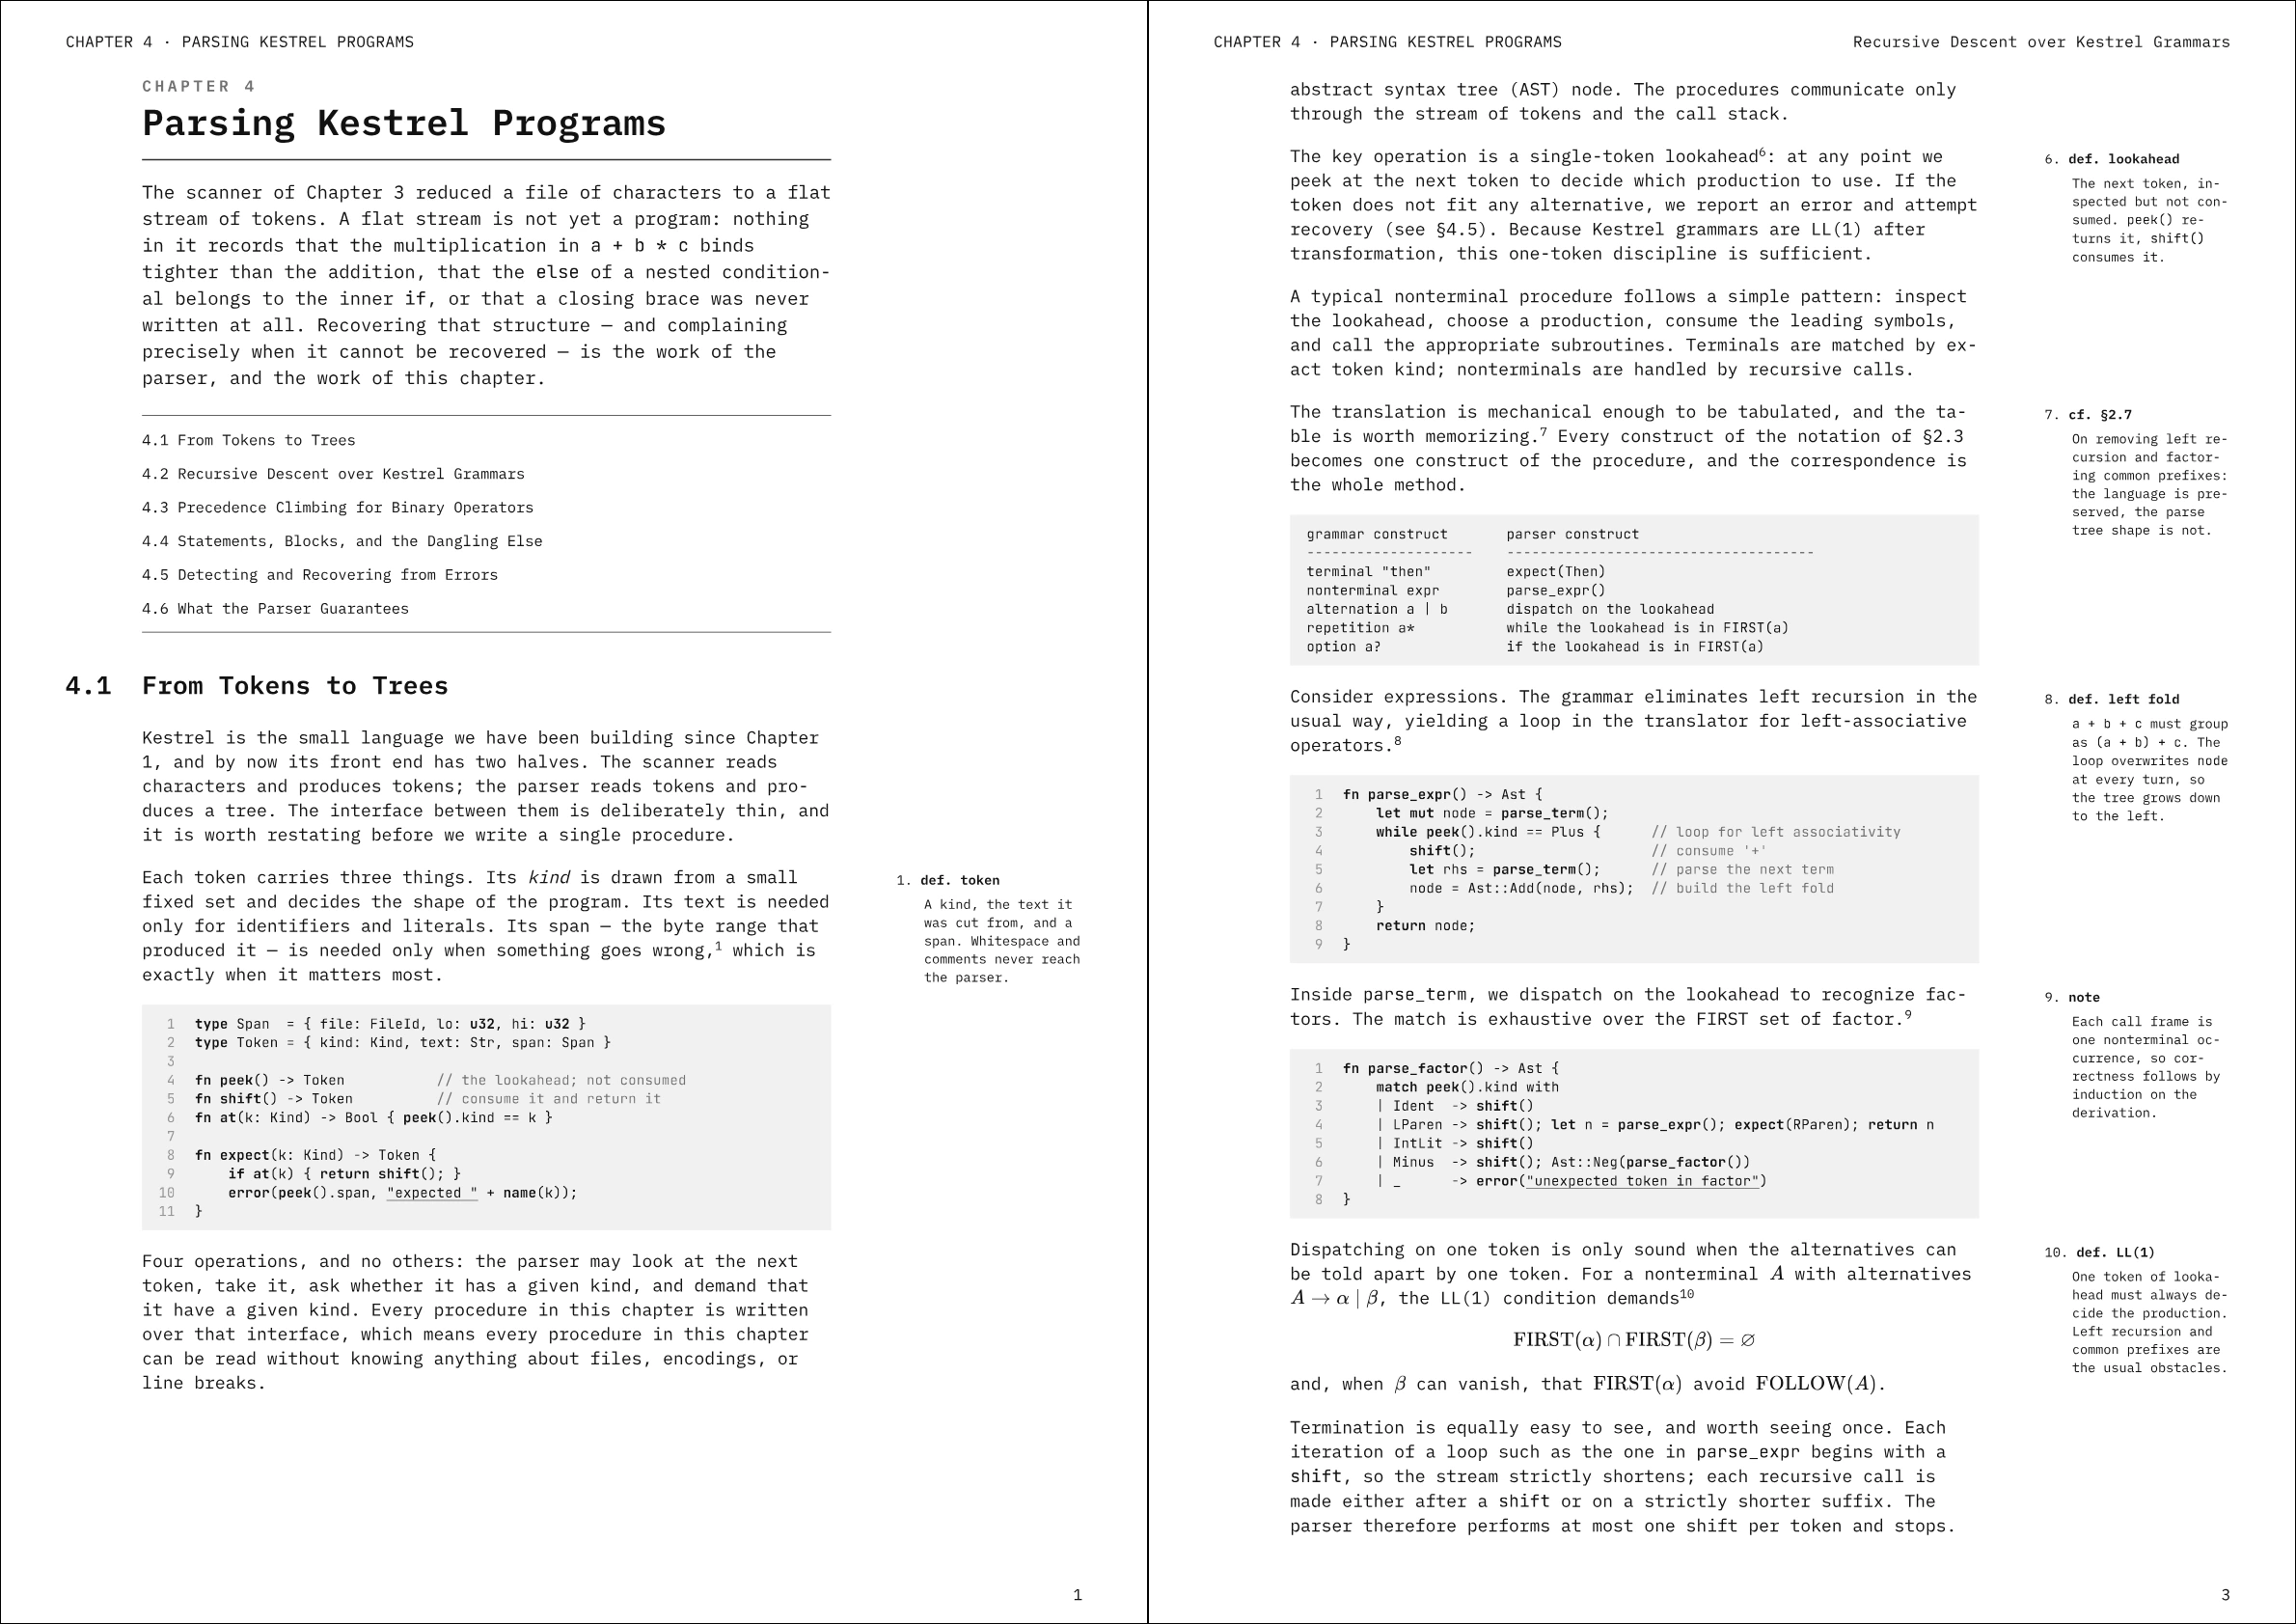 CHAPTER 4 · PARSING KESTREL PROGRAMS
CHAPTER 4
Parsing Kestrel Programs
The scanner of Chapter 3 reduced a file of characters to a flat
stream of tokens. A flat stream is not yet a program: nothing
in it records that the multiplication in a + b * c binds
tighter than the addition, that the else of a nested condition-
al belongs to the inner if, or that a closing brace was never
written at all. Recovering that structure — and complaining
precisely when it cannot be recovered — is the work of the
parser, and the work of this chapter.
4.1 From Tokens to Trees
4.2 Recursive Descent over Kestrel Grammars
4.3 Precedence Climbing for Binary Operators
4.4 Statements, Blocks, and the Dangling Else
4.5 Detecting and Recovering from Errors
4.6 What the Parser Guarantees
4.1 From Tokens to Trees
Kestrel is the small language we have been building since Chapter
1, and by now its front end has two halves. The scanner reads
characters and produces tokens; the parser reads tokens and pro-
duces a tree. The interface between them is deliberately thin, and
it is worth restating before we write a single procedure.
Each token carries three things. Its kind is drawn from a small
fixed set and decides the shape of the program. Its text is needed
only for identifiers and literals. Its span — the byte range that
produced it — is needed only when something goes wrong,¹ which is
exactly when it matters most.
1. def. token
A kind, the text it
was cut from, and a
span. Whitespace and
comments never reach
the parser.
1 type Span  = { file: FileId, lo: u32, hi: u32 }
2 type Token = { kind: Kind, text: Str, span: Span }
3
4 fn peek() -> Token           // the lookahead; not consumed
5 fn shift() -> Token          // consume it and return it
6 fn at(k: Kind) -> Bool { peek().kind == k }
7
8 fn expect(k: Kind) -> Token {
9     if at(k) { return shift(); }
10     error(peek().span, "expected " + name(k));
11 }
Four operations, and no others: the parser may look at the next
token, take it, ask whether it has a given kind, and demand that
it have a given kind. Every procedure in this chapter is written
over that interface, which means every procedure in this chapter
can be read without knowing anything about files, encodings, or
line breaks.
1
CHAPTER 4 · PARSING KESTREL PROGRAMS Recursive Descent over Kestrel Grammars
abstract syntax tree (AST) node. The procedures communicate only
through the stream of tokens and the call stack.
The key operation is a single-token lookahead⁶: at any point we
peek at the next token to decide which production to use. If the
token does not fit any alternative, we report an error and attempt
recovery (see §4.5). Because Kestrel grammars are LL(1) after
transformation, this one-token discipline is sufficient.
6. def. lookahead
The next token, in-
spected but not con-
sumed. peek() re-
turns it, shift()
consumes it.
A typical nonterminal procedure follows a simple pattern: inspect
the lookahead, choose a production, consume the leading symbols,
and call the appropriate subroutines. Terminals are matched by ex-
act token kind; nonterminals are handled by recursive calls.
The translation is mechanical enough to be tabulated, and the ta-
ble is worth memorizing.⁷ Every construct of the notation of §2.3
becomes one construct of the procedure, and the correspondence is
the whole method.
7. cf. §2.7
On removing left re-
cursion and factor-
ing common prefixes:
the language is pre-
served, the parse
tree shape is not.
grammar construct       parser construct
--------------------    -------------------------------------
terminal "then"         expect(Then)
nonterminal expr        parse_expr()
alternation a | b       dispatch on the lookahead
repetition a*           while the lookahead is in FIRST(a)
option a?               if the lookahead is in FIRST(a)
Consider expressions. The grammar eliminates left recursion in the
usual way, yielding a loop in the translator for left-associative
operators.⁸
8. def. left fold
a + b + c must group
as (a + b) + c. The
loop overwrites node
at every turn, so
the tree grows down
to the left.
1 fn parse_expr() -> Ast {
2     let mut node = parse_term();
3     while peek().kind == Plus {      // loop for left associativity
4         shift();                     // consume '+'
5         let rhs = parse_term();      // parse the next term
6         node = Ast::Add(node, rhs);  // build the left fold
7     }
8     return node;
9 }
Inside parse_term, we dispatch on the lookahead to recognize fac-
tors. The match is exhaustive over the FIRST set of factor.⁹
9. note
Each call frame is
one nonterminal oc-
currence, so cor-
rectness follows by
induction on the
derivation.
1 fn parse_factor() -> Ast {
2     match peek().kind with
3     | Ident  -> shift()
4     | LParen -> shift(); let n = parse_expr(); expect(RParen); return n
5     | IntLit -> shift()
6     | Minus  -> shift(); Ast::Neg(parse_factor())
7     | _      -> error("unexpected token in factor")
8 }
Dispatching on one token is only sound when the alternatives can
be told apart by one token. For a nonterminal A with alternatives
A → α | β, the LL(1) condition demands¹⁰
10. def. LL(1)
One token of looka-
head must always de-
cide the production.
Left recursion and
common prefixes are
the usual obstacles.
FIRST(α) ∩ FIRST(β) = ∅
and, when β can vanish, that FIRST(α) avoid FOLLOW(A).
Termination is equally easy to see, and worth seeing once. Each
iteration of a loop such as the one in parse_expr begins with a
shift, so the stream strictly shortens; each recursive call is
made either after a shift or on a strictly shorter suffix. The
parser therefore performs at most one shift per token and stops.
3